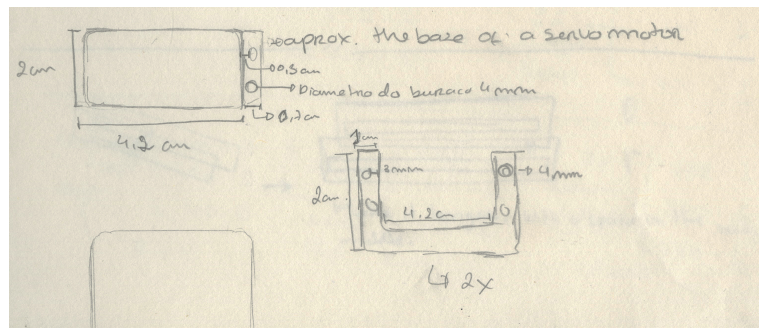 aprox. the base of a servo motor
2cm
0,3cm
Diametro do buraco 4mm
0,7cm
4,2 cm
1cm
3mm
4mm
2cm
4.2cm
↳ 2x